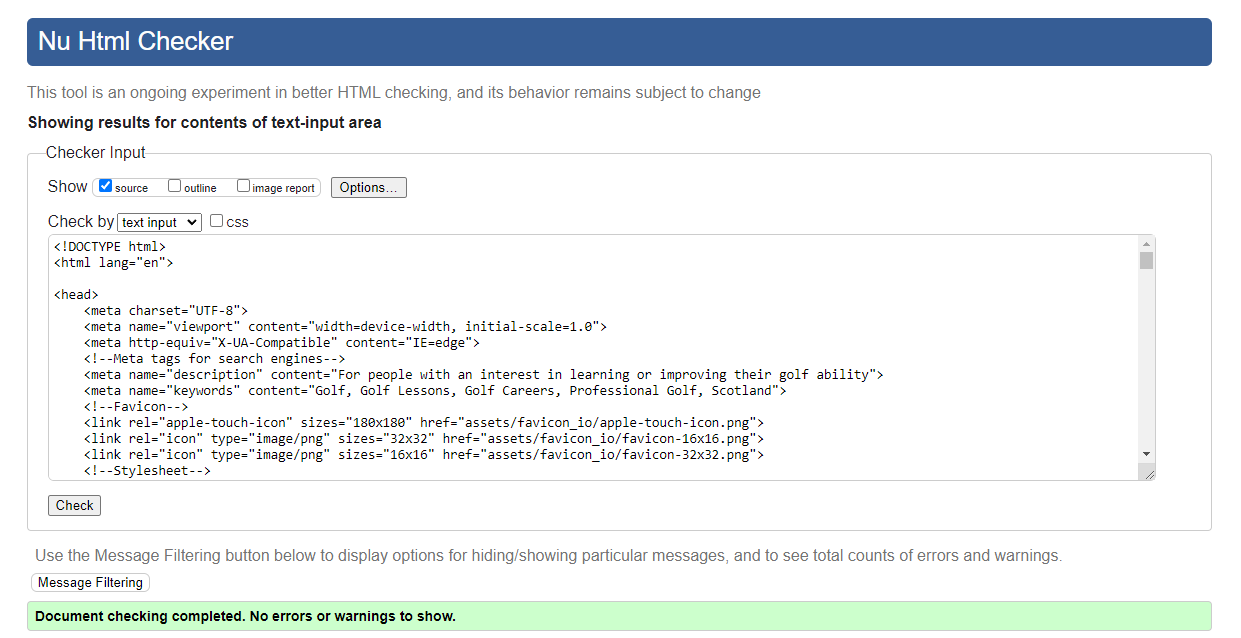 Nu Html Checker
This tool is an ongoing experiment in better HTML checking, and its behavior remains subject to change
Showing results for contents of text-input area
Checker Input
Show source outline image report Options...
Check by text input css
<!DOCTYPE html>
<html lang="en">
<head>
<meta charset="UTF-8">
<meta name="viewport" content="width=device-width, initial-scale=1.0">
<meta http-equiv="X-UA-Compatible" content="IE=edge">
<!--Meta tags for search engines-->
<meta name="description" content="For people with an interest in learning or improving their golf ability">
<meta name="keywords" content="Golf, Golf Lessons, Golf Careers, Professional Golf, Scotland">
<!--Favicon-->
<link rel="apple-touch-icon" sizes="180x180" href="assets/favicon_io/apple-touch-icon.png">
<link rel="icon" type="image/png" sizes="32x32" href="assets/favicon_io/favicon-16x16.png">
<link rel="icon" type="image/png" sizes="16x16" href="assets/favicon_io/favicon-32x32.png">
<!--Stylesheet-->
Check
Use the Message Filtering button below to display options for hiding/showing particular messages, and to see total counts of errors and warnings.
Message Filtering
Document checking completed. No errors or warnings to show.